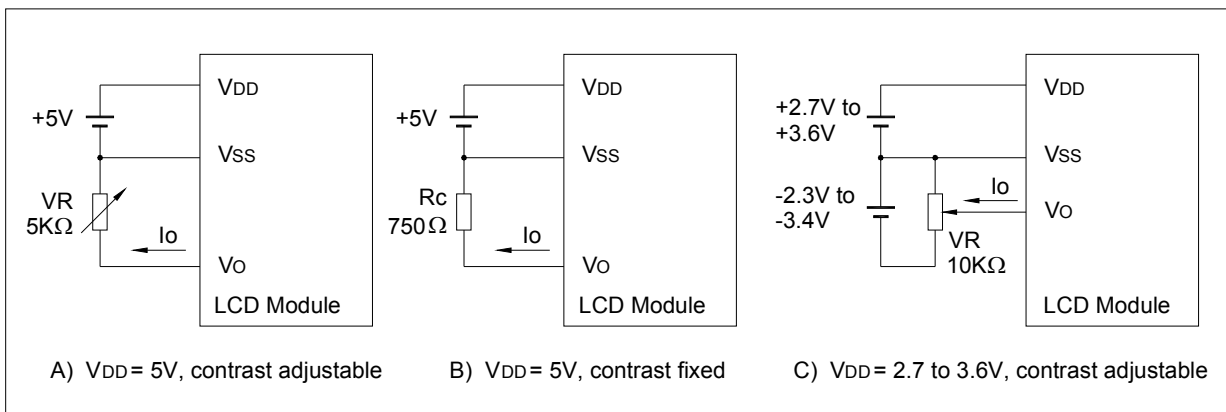 VDD
+5V
VSS
VR
5KΩ
Io
VO
LCD Module
A) VDD = 5V, contrast adjustable
VDD
+5V
VSS
Rc
750Ω
Io
VO
LCD Module
B) VDD = 5V, contrast fixed
VDD
+2.7V to
+3.6V
VSS
-2.3V to
-3.4V
Io
VO
VR
10KΩ
LCD Module
C) VDD = 2.7 to 3.6V, contrast adjustable